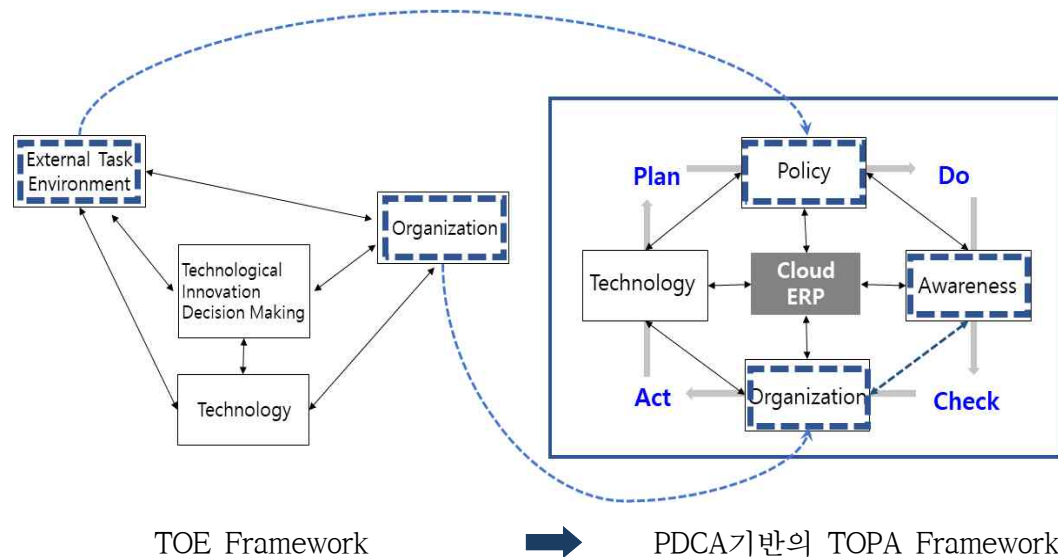 External Task
Environment
Organization
Technological
Innovation
Decision Making
Technology
Plan
Policy
Do
Technology
Cloud
ERP
Awareness
Act
Organization
Check
TOE Framework
PDCA기반의 TOPA Framework